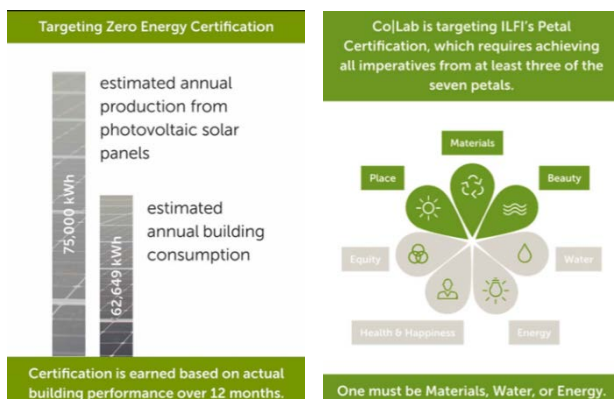 Targeting Zero Energy Certification
estimated annual
production from
photovoltaic solar
panels
75,000 kWh
estimated
annual building
consumption
62,649 kWh
Certification is earned based on actual
building performance over 12 months.
Co|Lab is targeting ILFI's Petal
Certification, which requires achieving
all imperatives from at least three of the
seven petals.
Materials
Place
Beauty
Equity
Water
Health & Happiness
Energy
One must be Materials, Water, or Energy.